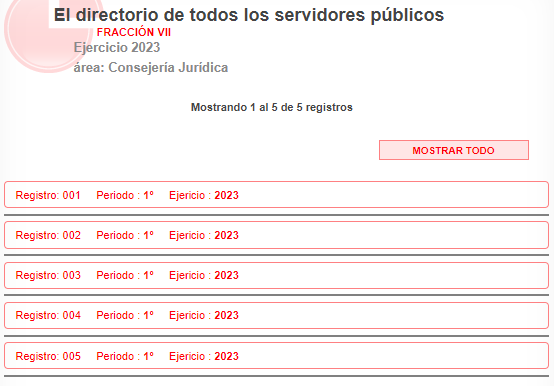 El directorio de todos los servidores públicos
FRACCIÓN VII
Ejercicio 2023
área: Consejería Jurídica
Mostrando 1 al 5 de 5 registros
MOSTRAR TODO
Registro: 001 Periodo : 1º Ejercicio : 2023
Registro: 002 Periodo : 1º Ejercicio : 2023
Registro: 003 Periodo : 1º Ejercicio : 2023
Registro: 004 Periodo : 1º Ejercicio : 2023
Registro: 005 Periodo : 1º Ejercicio : 2023